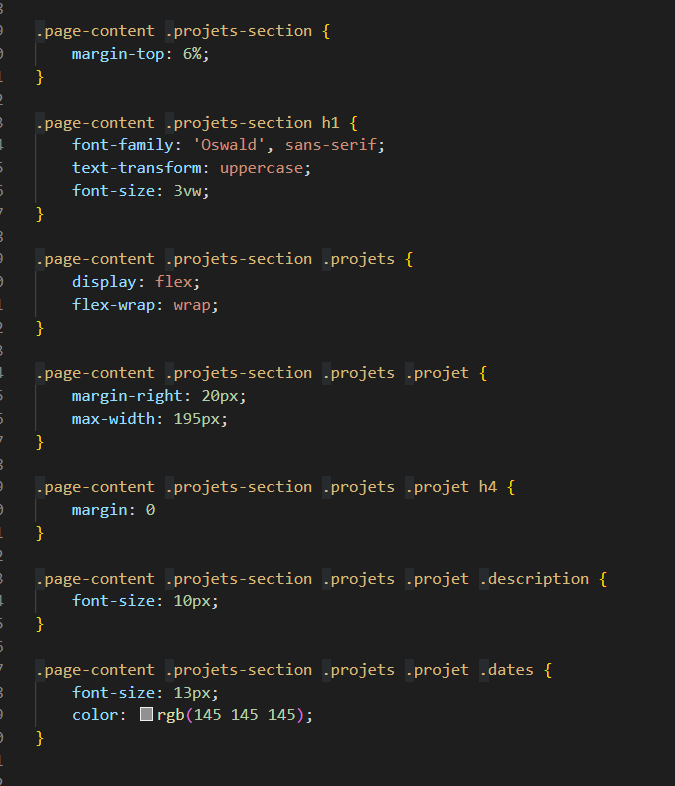 .page-content .projets-section {
margin-top: 6%;
}
.page-content .projets-section h1 {
font-family: 'Oswald', sans-serif;
text-transform: uppercase;
font-size: 3vw;
}
.page-content .projets-section .projets {
display: flex;
flex-wrap: wrap;
}
.page-content .projets-section .projets .projet {
margin-right: 20px;
max-width: 195px;
}
.page-content .projets-section .projets .projet h4 {
margin: 0
}
.page-content .projets-section .projets .projet .description {
font-size: 10px;
}
.page-content .projets-section .projets .projet .dates {
font-size: 13px;
color: rgb(145 145 145);
}